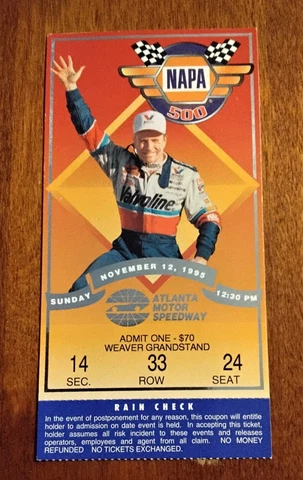 NAPA
500
Valvoline
SUNDAY NOVEMBER 12, 1995 12:30 PM
ATLANTA
MOTOR
SPEEDWAY
ADMIT ONE - $70
WEAVER GRANDSTAND
14 33 24
SEC. ROW SEAT
RAIN CHECK
In the event of postponement for any reason, this coupon will entitle
holder to admission on date event is held. In accepting this ticket,
holder assumes all risk incident to these events and releases
operators, employees and agent from all claim. NO MONEY
REFUNDED NO TICKETS EXCHANGED.